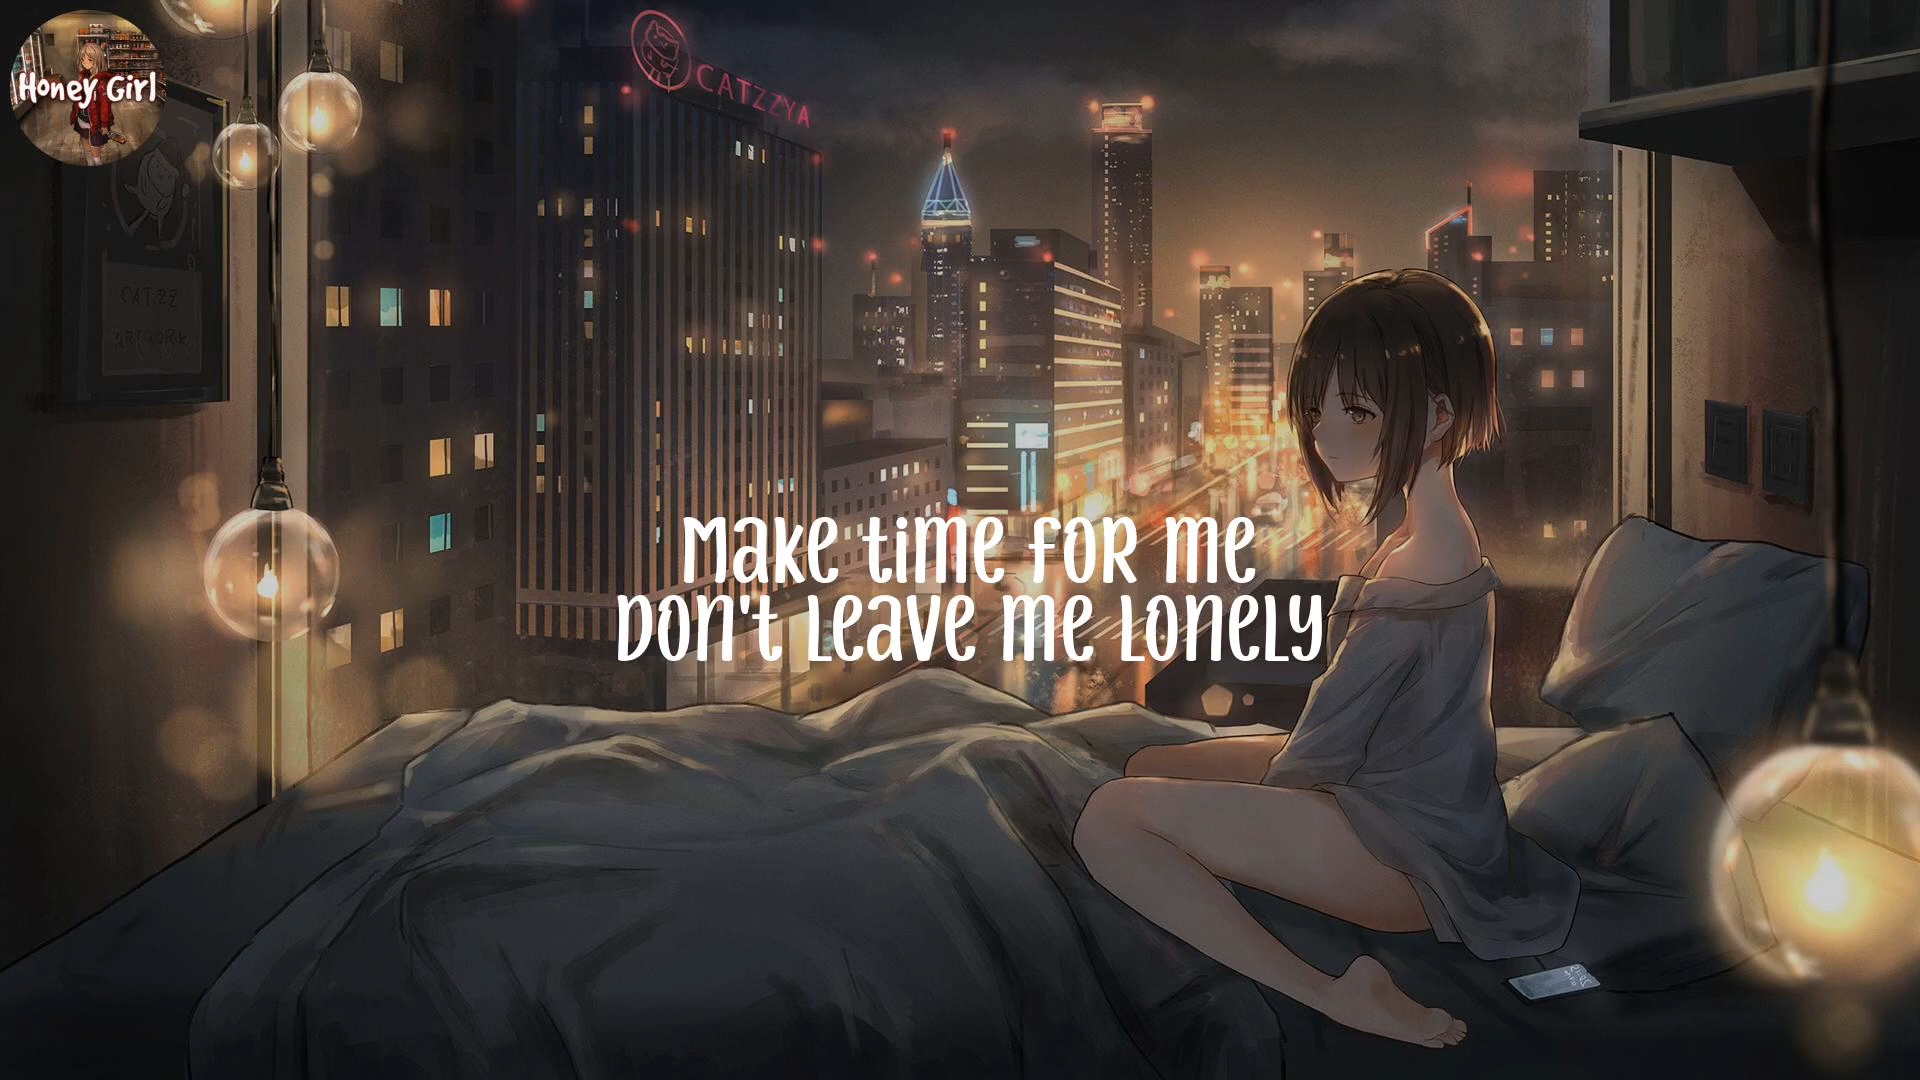 Honey Girl
CATZZYA
CATZZ
ARTWORK
Make time for me
Don't leave me lonely